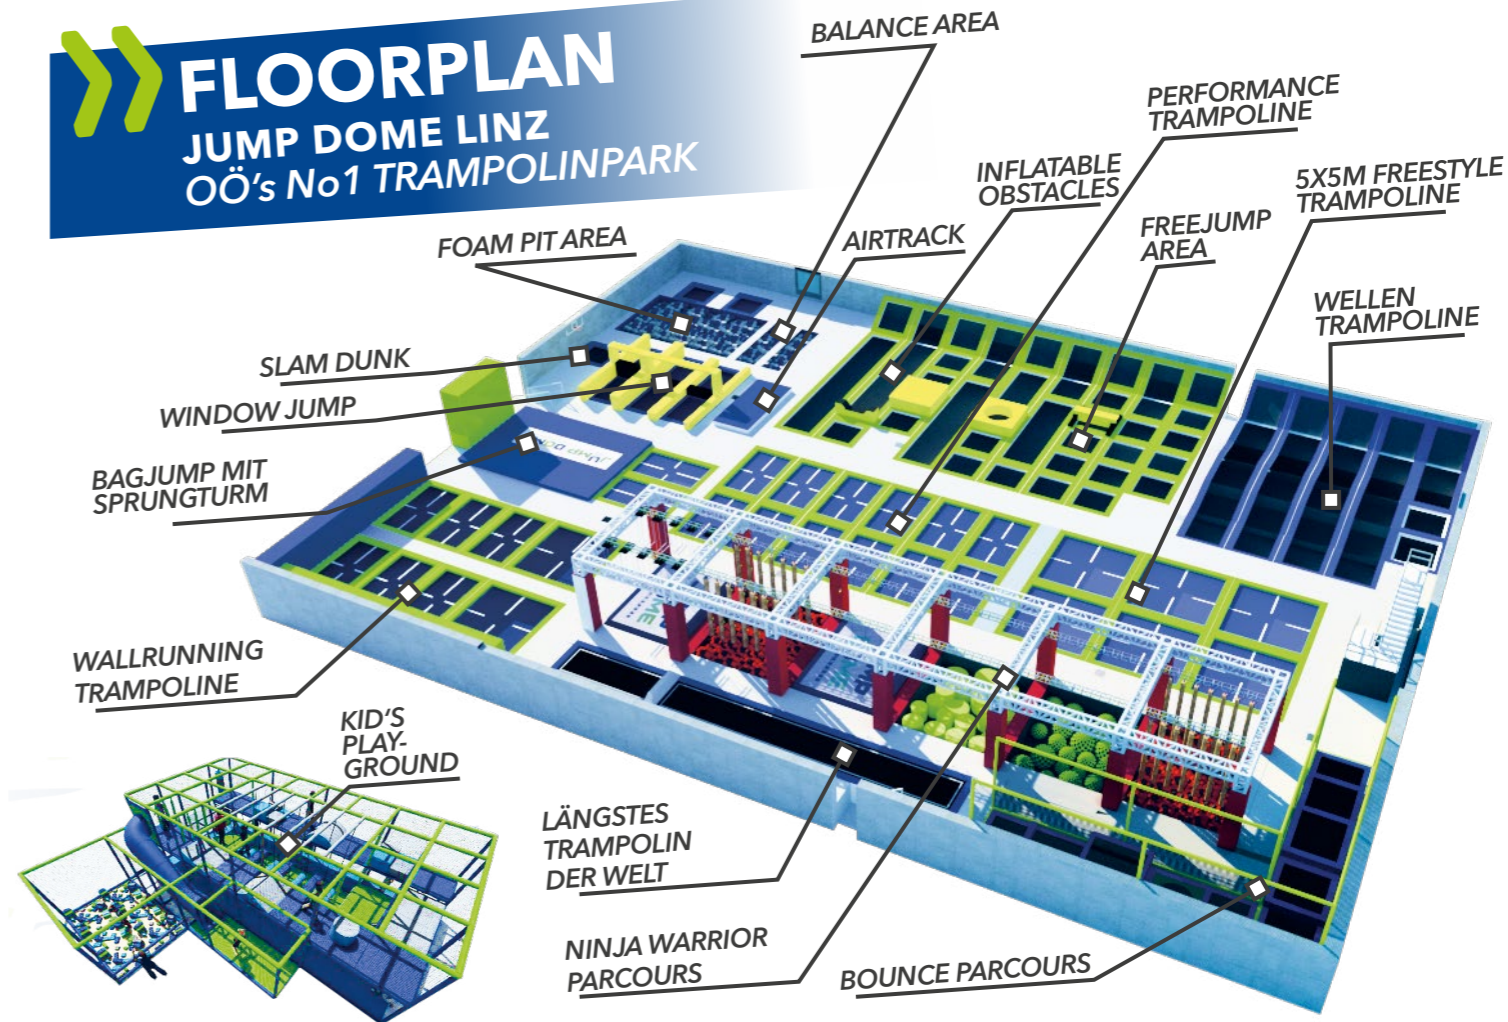 FLOORPLAN
JUMP DOME LINZ
OÖ's No1 TRAMPOLINPARK
BALANCE AREA
PERFORMANCE
TRAMPOLINE
INFLATABLE
OBSTACLES
5X5M FREESTYLE
TRAMPOLINE
FREEJUMP
AREA
AIRTRACK
FOAM PIT AREA
WELLEN
TRAMPOLINE
SLAM DUNK
WINDOW JUMP
BAGJUMP MIT
SPRUNGTURM
WALLRUNNING
TRAMPOLINE
KID'S
PLAY-
GROUND
LÄNGSTES
TRAMPOLIN
DER WELT
NINJA WARRIOR
PARCOURS
BOUNCE PARCOURS